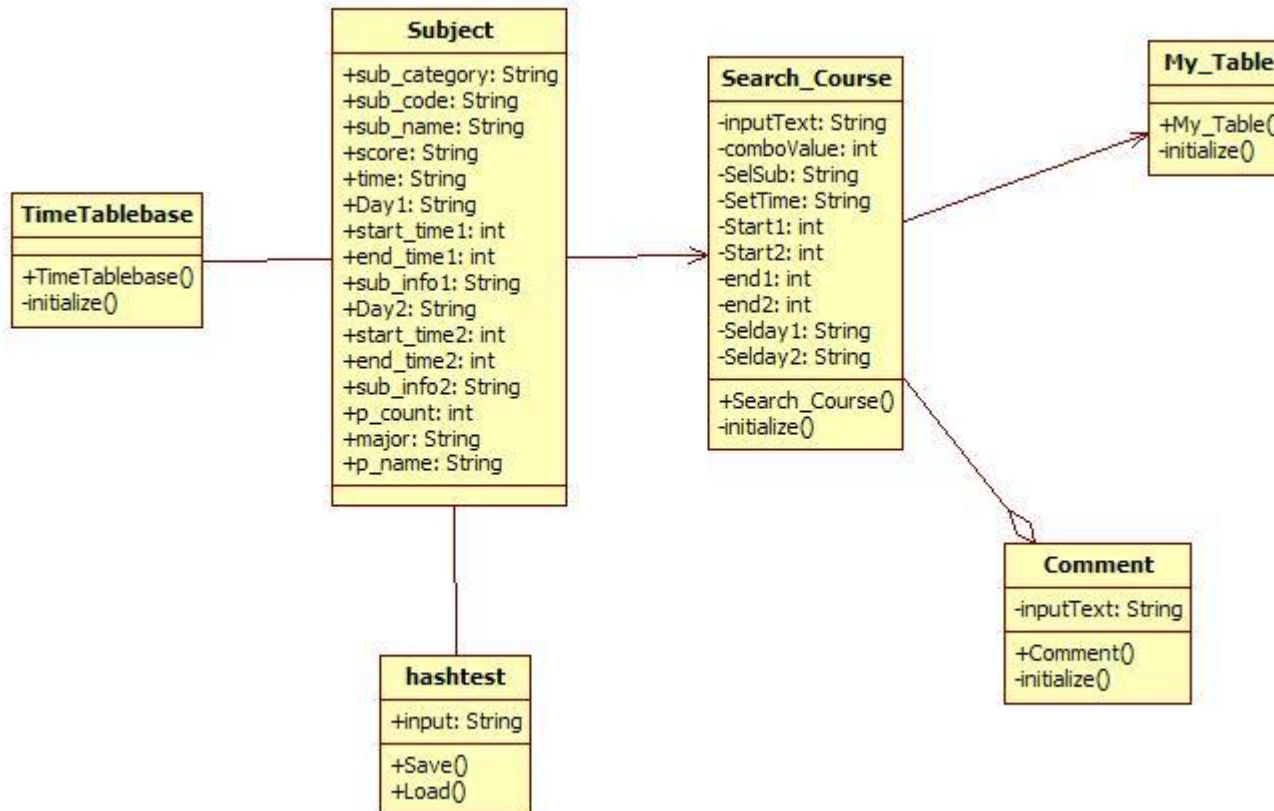 TimeTablebase
+TimeTablebase()
-initialize()
Subject
+sub_category: String
+sub_code: String
+sub_name: String
+score: String
+time: String
+Day1: String
+start_time1: int
+end_time1: int
+sub_info1: String
+Day2: String
+start_time2: int
+end_time2: int
+sub_info2: String
+p_count: int
+major: String
+p_name: String
hashtest
+input: String
+Save()
+Load()
Search_Course
-inputText: String
-comboValue: int
-SelSub: String
-SetTime: String
-Start1: int
-Start2: int
-end1: int
-end2: int
-Selday1: String
-Selday2: String
+Search_Course()
-initialize()
My_Table
+My_Table()
-initialize()
Comment
-inputText: String
+Comment()
-initialize()